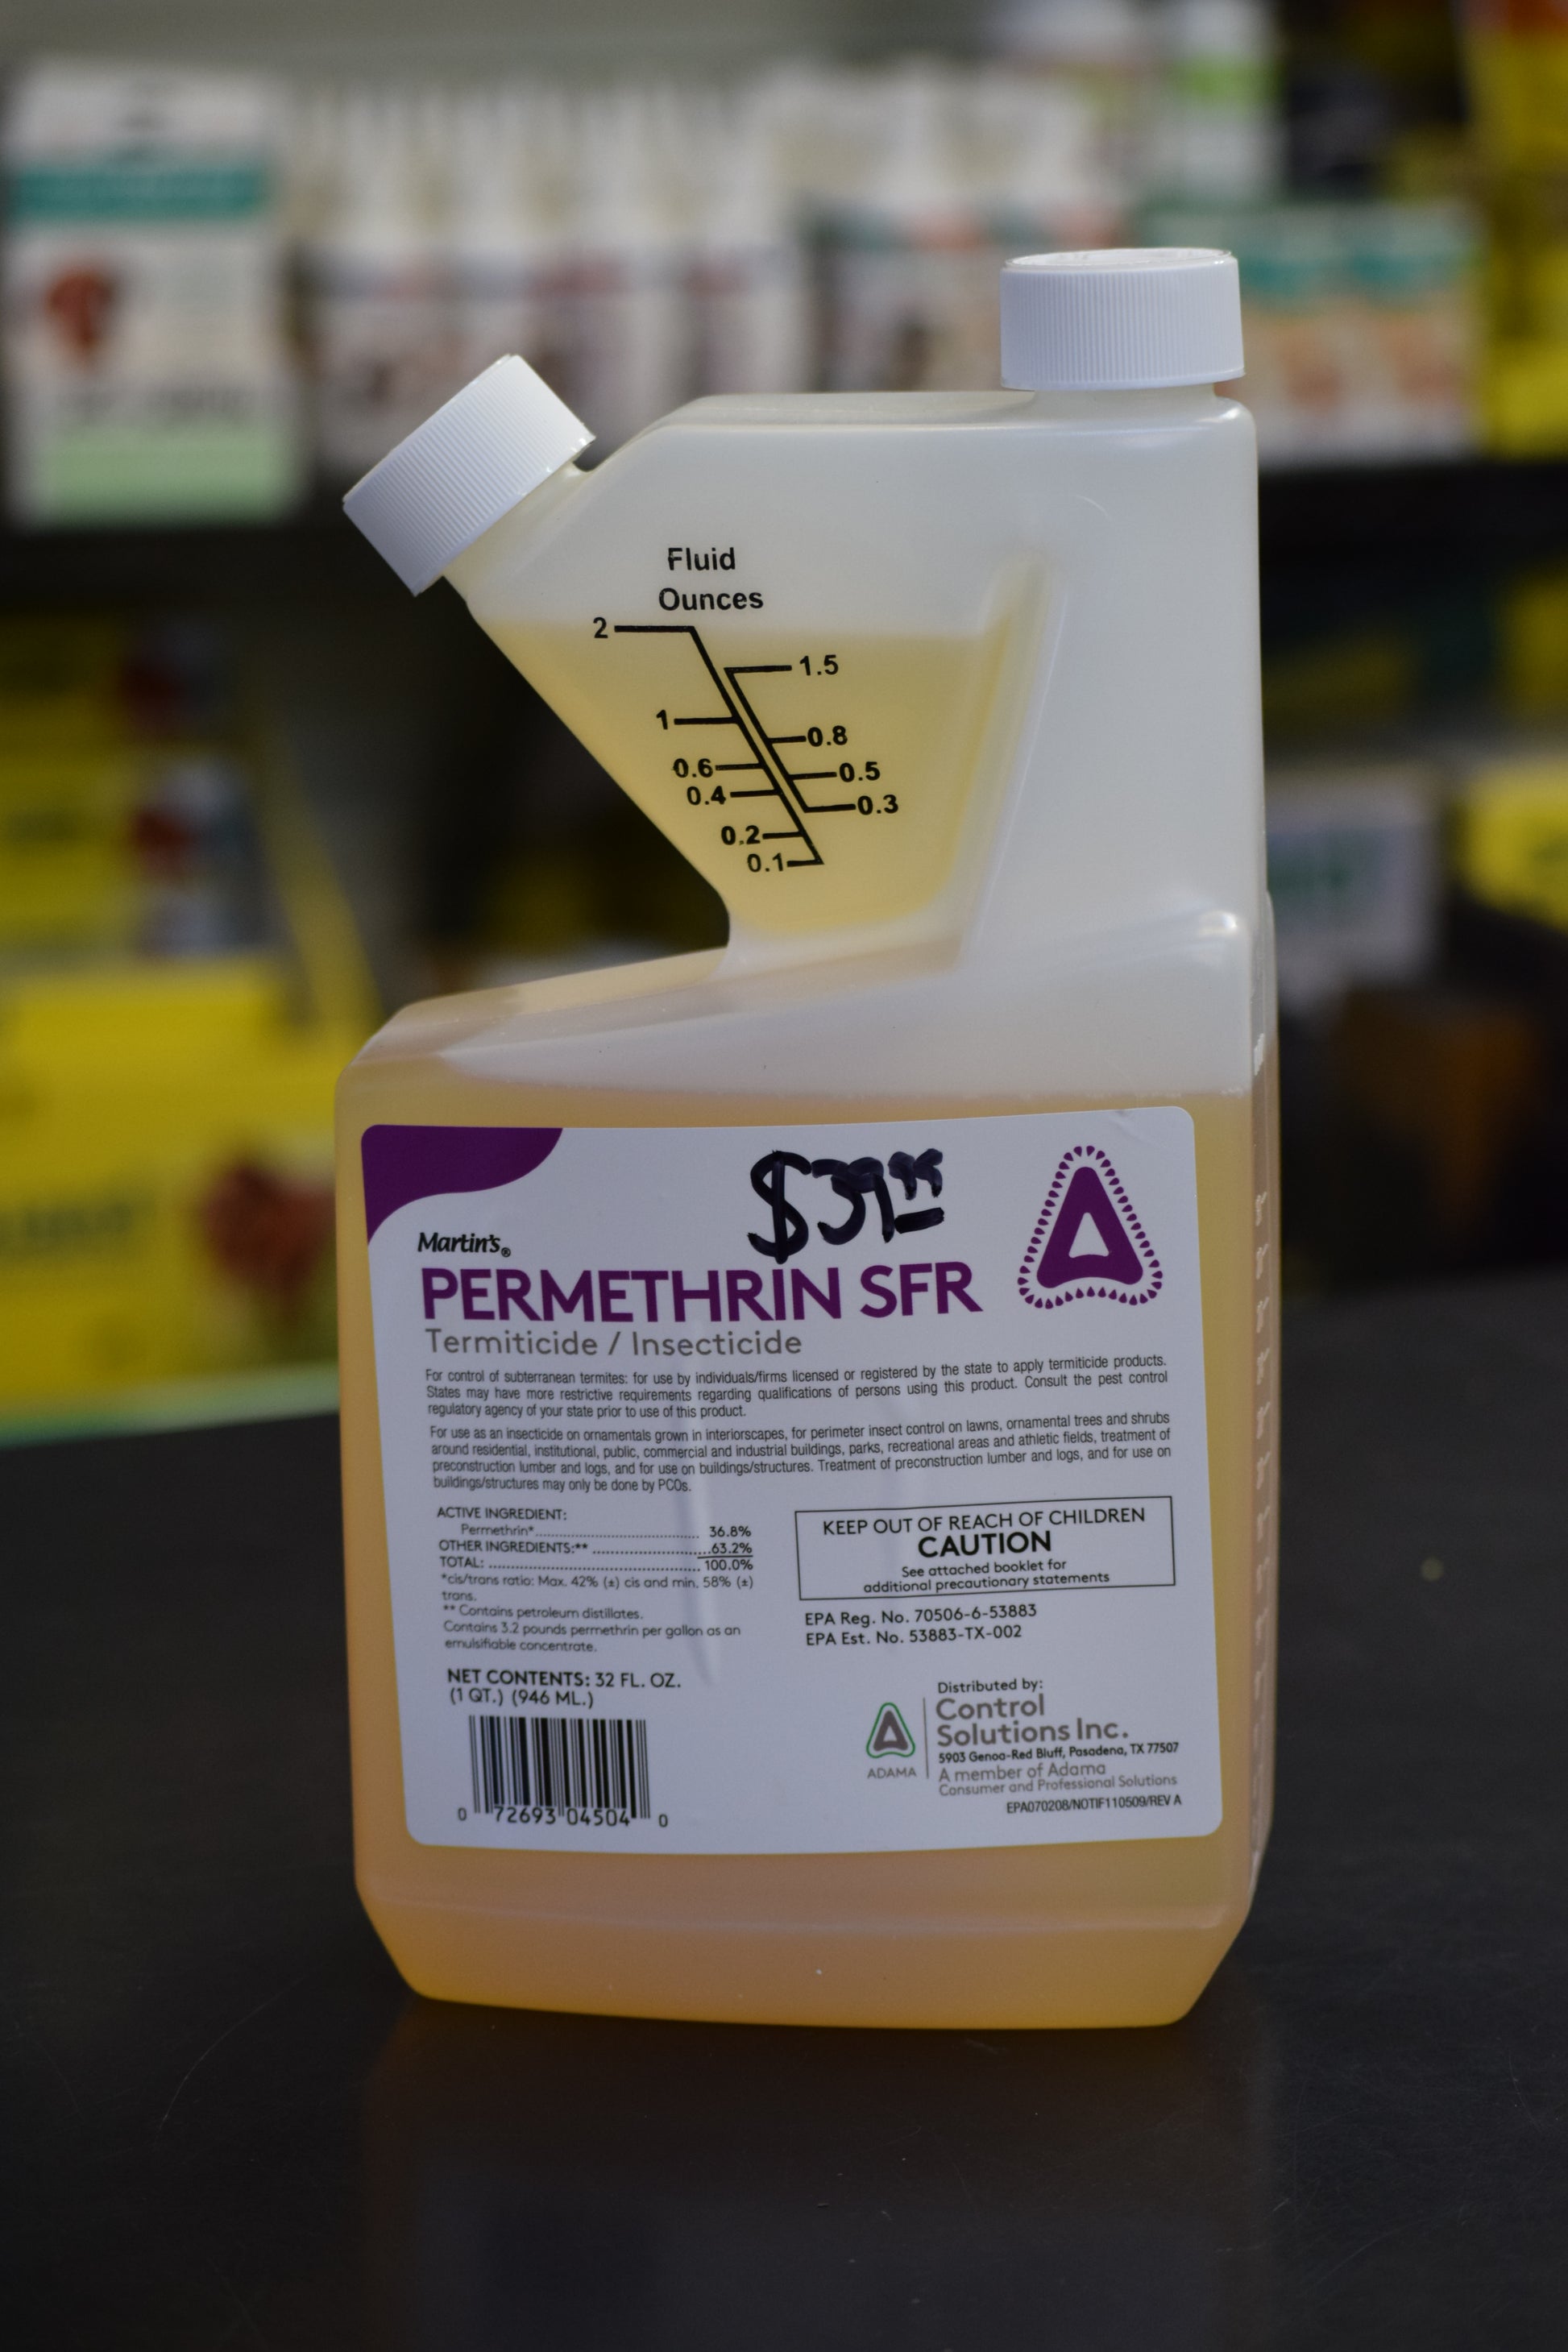 Fluid
Ounces
2
1.5
1
0.8
0.6
0.5
0.4
0.3
0.2
0.1
Martin's®
PERMETHRIN SFR
Termiticide / Insecticide
For control of subterranean termites: for use by individuals/firms licensed or registered by the state to apply termiticide products.
States may have more restrictive requirements regarding qualifications of persons using this product. Consult the pest control
regulatory agency of your state prior to use of this product.
For use as an insecticide on ornamentals grown in interiorscapes, for perimeter insect control on lawns, ornamental trees and shrubs
around residential, institutional, public, commercial and industrial buildings, parks, recreational areas and athletic fields, treatment of
preconstruction lumber and logs, and for use on buildings/structures. Treatment of preconstruction lumber and logs, and for use on
buildings/structures may only be done by PCOs.
ACTIVE INGREDIENT:
Permethrin*.............................. 36.8%
OTHER INGREDIENTS:** ....................63.2%
TOTAL: ...................................... 100.0%
*cis/trans ratio: Max. 42% (±) cis and min. 58% (±)
trans.
** Contains petroleum distillates.
Contains 3.2 pounds permethrin per gallon as an
emulsifiable concentrate.
KEEP OUT OF REACH OF CHILDREN
CAUTION
See attached booklet for
additional precautionary statements
EPA Reg. No. 70506-6-53883
EPA Est. No. 53883-TX-002
NET CONTENTS: 32 FL. OZ.
(1 QT.) (946 ML.)
0 72693 04504 0
ADAMA
Distributed by:
Control
Solutions Inc.
5903 Genoa-Red Bluff, Pasadena, TX 77507
A member of Adama
Consumer and Professional Solutions
EPA070208/NOTIF110509/REV A